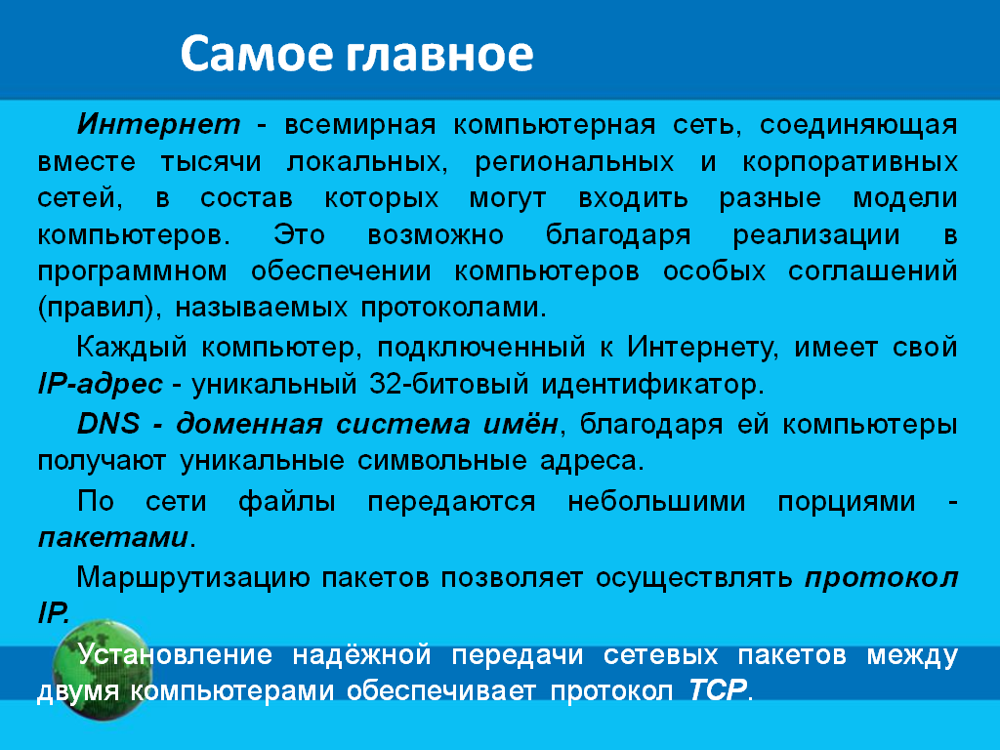 Самое главное
Интернет - всемирная компьютерная сеть, соединяющая
вместе тысячи локальных, региональных и корпоративных
сетей, в состав которых могут входить разные модели
компьютеров. Это возможно благодаря реализации в
программном обеспечении компьютеров особых соглашений
(правил), называемых протоколами.
Каждый компьютер, подключенный к Интернету, имеет свой
IP-адрес - уникальный 32-битовый идентификатор.
DNS - доменная система имён, благодаря ей компьютеры
получают уникальные символьные адреса.
По сети файлы передаются небольшими порциями -
пакетами.
Маршрутизацию пакетов позволяет осуществлять протокол
IP.
Установление надёжной передачи сетевых пакетов между
двумя компьютерами обеспечивает протокол TCP.